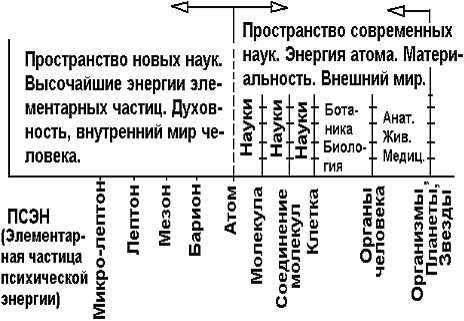 Пространство новых наук.
Высочайшие энергии эле-
ментарных частиц. Духов-
ность, внутренний мир че-
ловека.
Пространство современных
наук. Энергия атома. Матери-
альность. Внешний мир.
Науки
Науки
Науки
Бота-
ника
Биоло-
гия
Анат.
Жив.
Медиц.
ПСЭН
(Элементар-
ная частица
психической
энергии)
Микро-лептон
Лептон
Мезон
Барион
Атом
Молекула
Соединение
молекул
Клетка
Органы
человека
Организмы,
Планеты,
Звезды